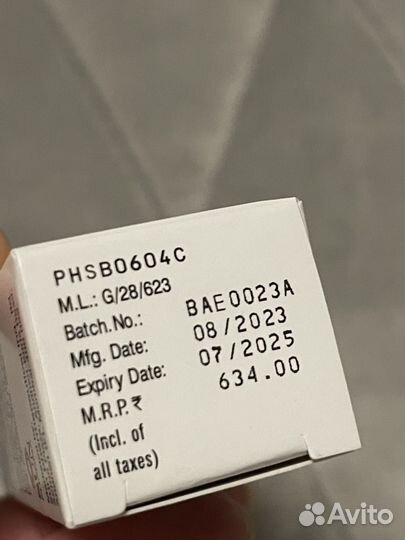 PHSB0604C
M.L.: G/28/623
Batch.No.: BAE0023A
Mfg. Date: 08/2023
Expiry Date: 07/2025
M.R.P.₹ 634.00
(Incl. of
all taxes)
Avito